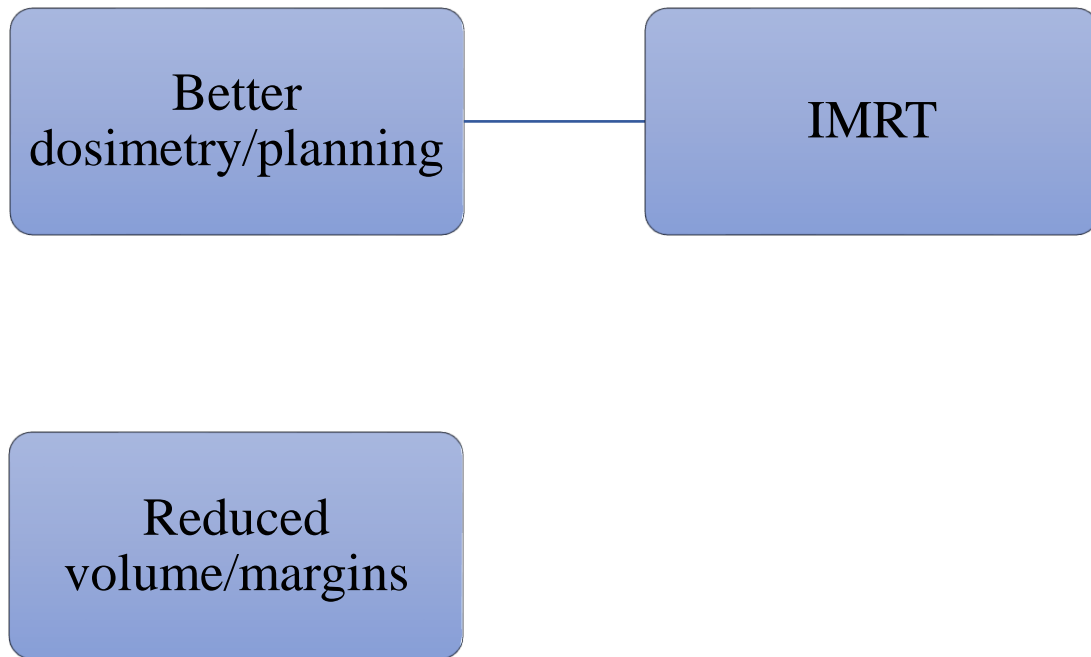 Better
dosimetry/planning
IMRT
Reduced
volume/margins